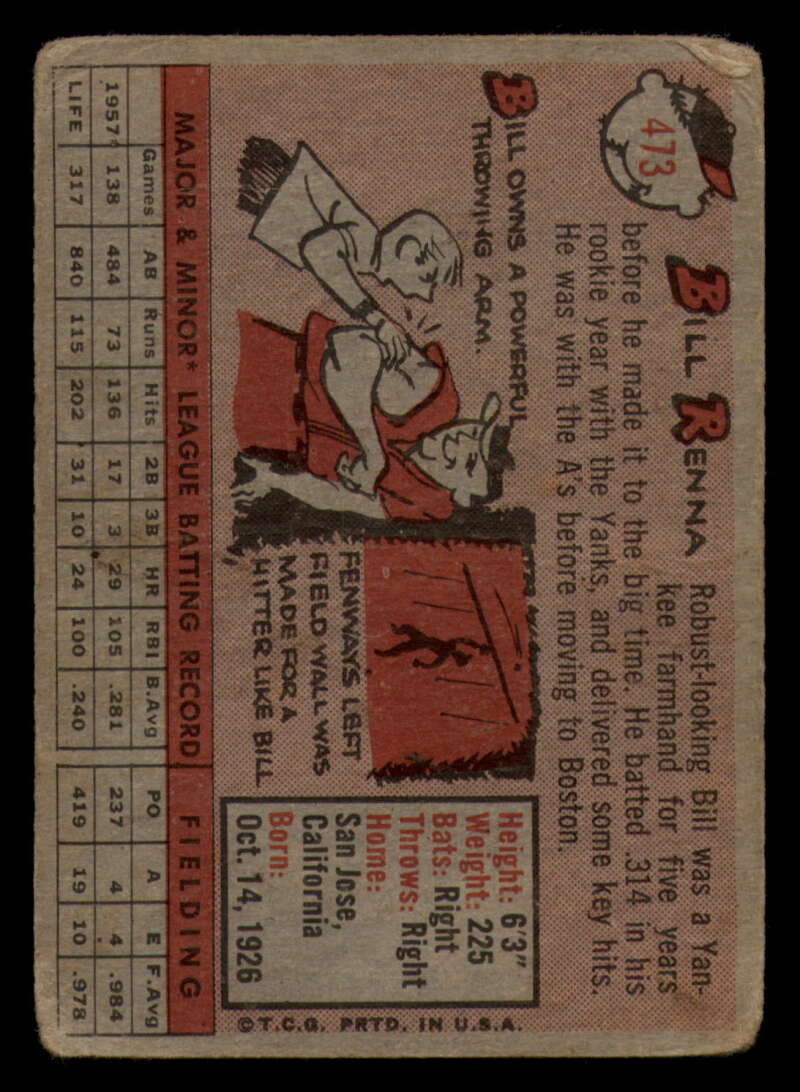 473
BILL RENNA
Robust-looking Bill was a Yan-
kee farmhand for five years
before he made it to the big time. He batted .314 in his
rookie year with the Yanks, and delivered some key hits.
He was with the A's before moving to Boston.
BILL OWNS A POWERFUL
THROWING ARM.
FENWAYS LEFT
FIELD WALL WAS
MADE FOR A
HITTER LIKE BILL
Height: 6'3"
Weight: 225
Bats: Right
Throws: Right
Home:
San Jose,
California
Born:
Oct. 14, 1926
MAJOR & MINOR* LEAGUE BATTING RECORD FIELDING
Games AB Runs Hits 2B 3B HR RBI B.Avg PO A E F.Avg
1957* 138 484 73 136 17 3 29 105 .281 237 4 4 .984
LIFE 317 840 115 202 31 10 24 100 .240 419 19 10 .978
©T.C.G. PRTD. IN U.S.A.